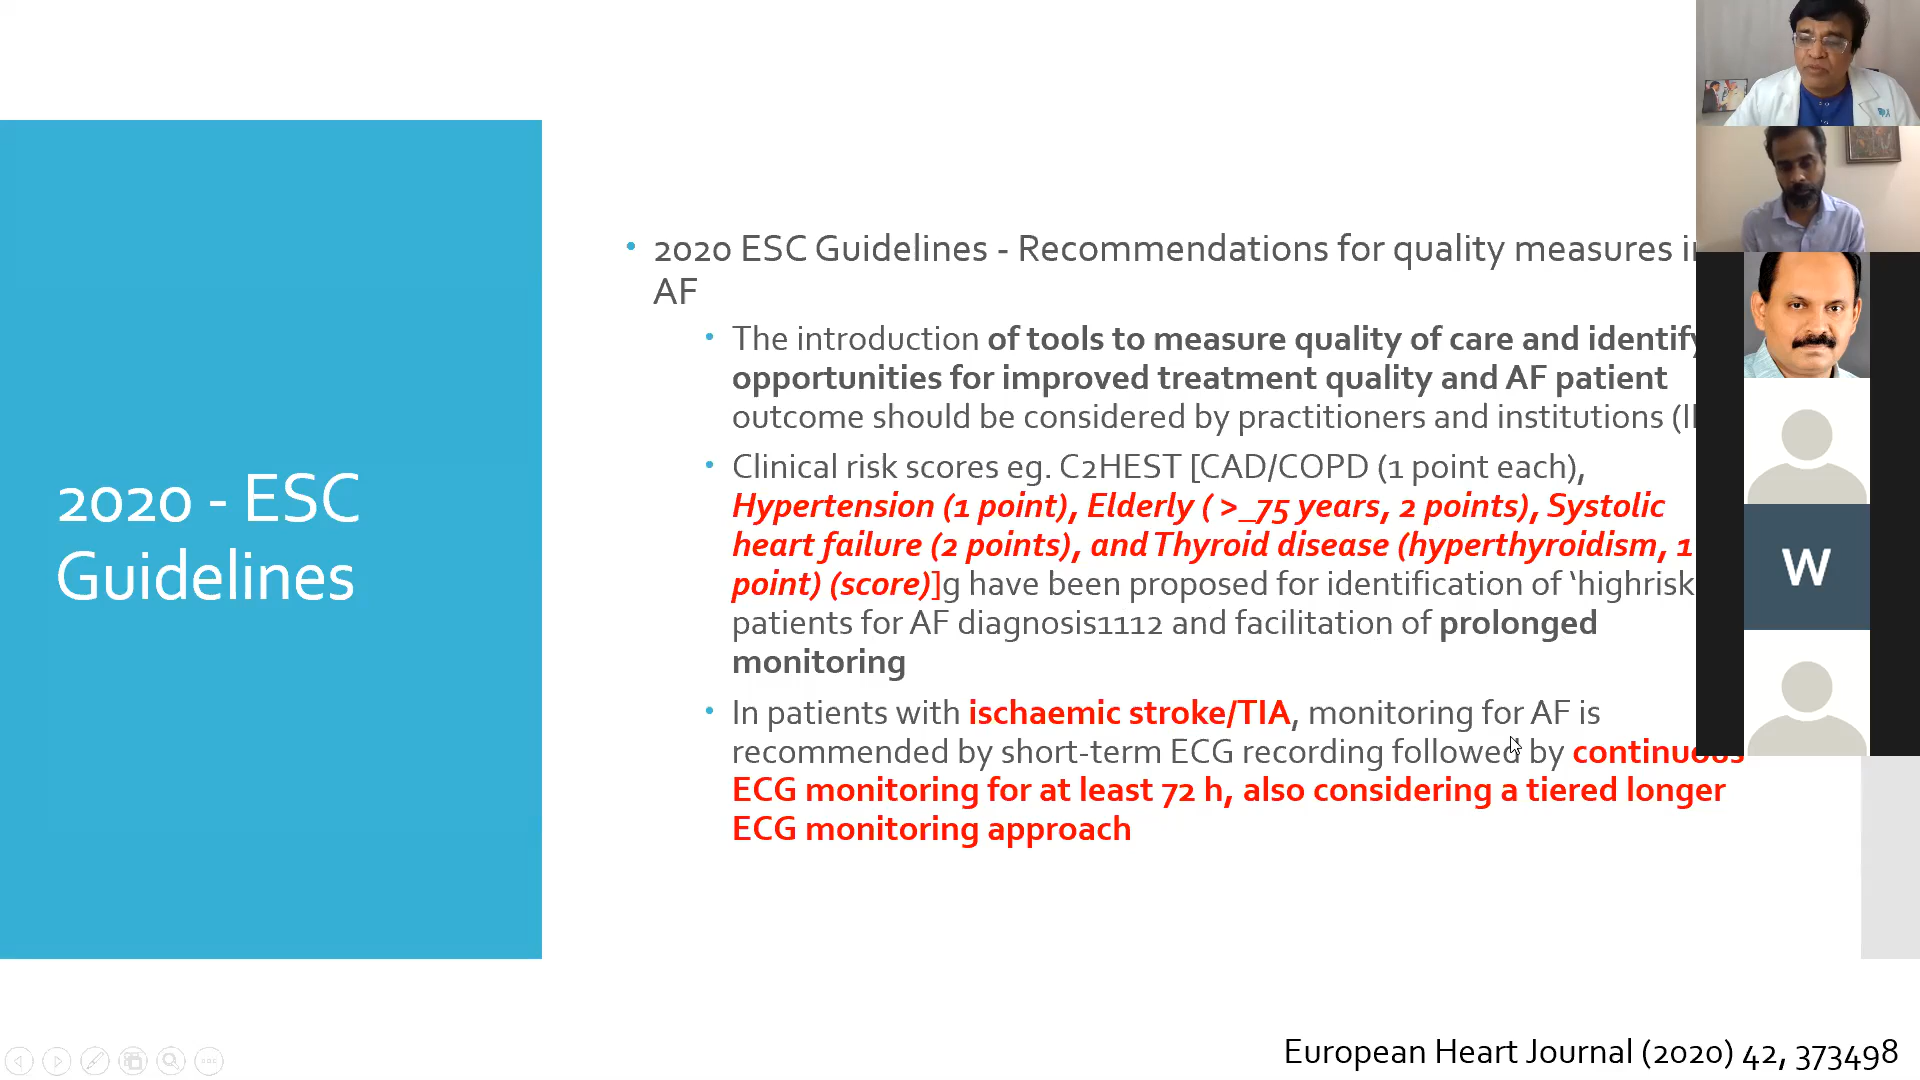 2020 - ESC
Guidelines
2020 ESC Guidelines - Recommendations for quality measures in
AF
The introduction of tools to measure quality of care and identify
opportunities for improved treatment quality and AF patient
outcome should be considered by practitioners and institutions
Clinical risk scores eg. C2HEST [CAD/COPD (1 point each),
Hypertension (1 point), Elderly ( >_75 years, 2 points), Systolic
heart failure (2 points), and Thyroid disease (hyperthyroidism, 1
point) (score)]g have been proposed for identification of ‘highrisk
patients for AF diagnosis1112 and facilitation of prolonged
monitoring
In patients with ischaemic stroke/TIA, monitoring for AF is
recommended by short-term ECG recording followed by continuous
ECG monitoring for at least 72 h, also considering a tiered longer
ECG monitoring approach
W
European Heart Journal (2020) 42, 373498